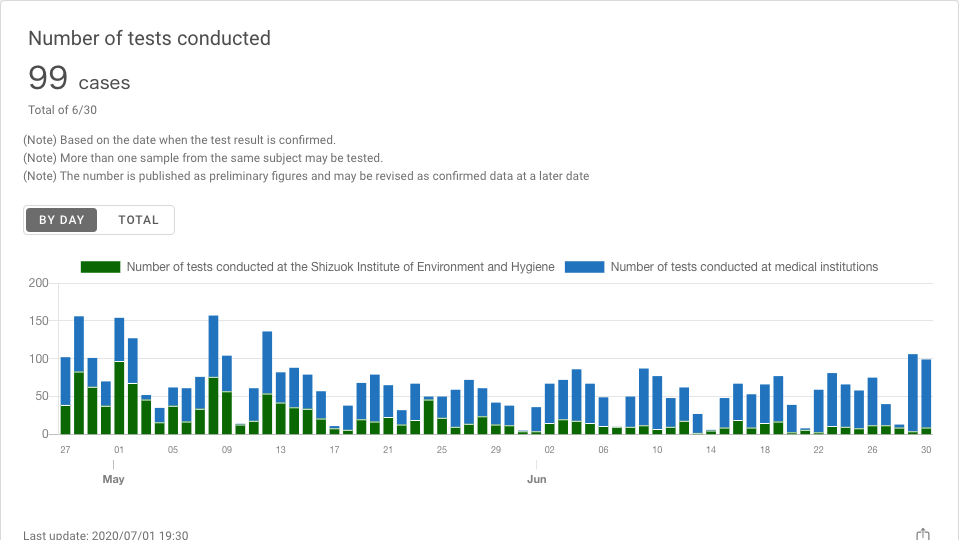 Number of tests conducted
99 cases
Total of 6/30
(Note) Based on the date when the test result is confirmed.
(Note) More than one sample from the same subject may be tested.
(Note) The number is published as preliminary figures and may be revised as confirmed data at a later date
BY DAY TOTAL
Number of tests conducted at the Shizuok Institute of Environment and Hygiene Number of tests conducted at medical institutions
200
150
100
50
0
27 01 05 09 13 17 21 25 29 02 06 10 14 18 22 26 30
May Jun
Last update: 2020/07/01 19:30